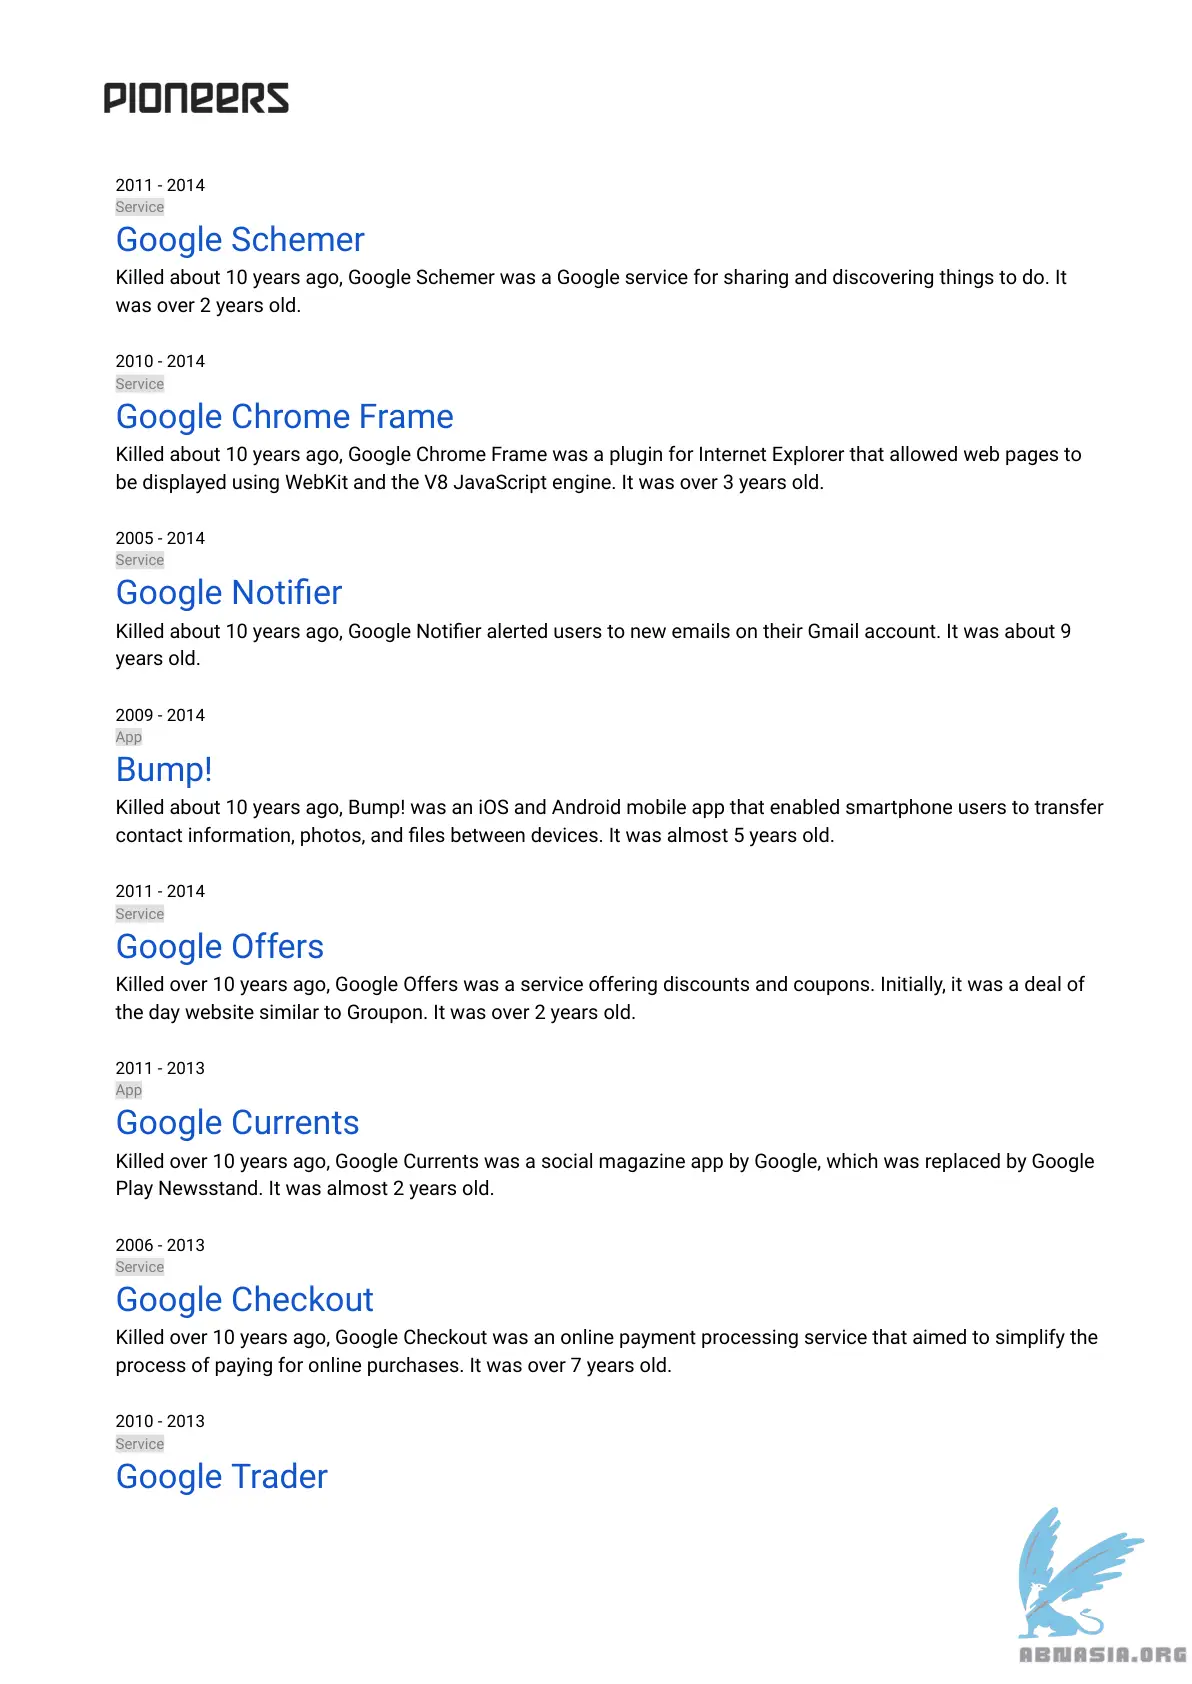 PIONEERS
2011 - 2014
Service
Google Schemer
Killed about 10 years ago, Google Schemer was a Google service for sharing and discovering things to do. It
was over 2 years old.
2010 - 2014
Service
Google Chrome Frame
Killed about 10 years ago, Google Chrome Frame was a plugin for Internet Explorer that allowed web pages to
be displayed using WebKit and the V8 JavaScript engine. It was over 3 years old.
2005 - 2014
Service
Google Notifier
Killed about 10 years ago, Google Notifier alerted users to new emails on their Gmail account. It was about 9
years old.
2009 - 2014
App
Bump!
Killed about 10 years ago, Bump! was an iOS and Android mobile app that enabled smartphone users to transfer
contact information, photos, and files between devices. It was almost 5 years old.
2011 - 2014
Service
Google Offers
Killed over 10 years ago, Google Offers was a service offering discounts and coupons. Initially, it was a deal of
the day website similar to Groupon. It was over 2 years old.
2011 - 2013
App
Google Currents
Killed over 10 years ago, Google Currents was a social magazine app by Google, which was replaced by Google
Play Newsstand. It was almost 2 years old.
2006 - 2013
Service
Google Checkout
Killed over 10 years ago, Google Checkout was an online payment processing service that aimed to simplify the
process of paying for online purchases. It was over 7 years old.
2010 - 2013
Service
Google Trader
ABNASIA.ORG